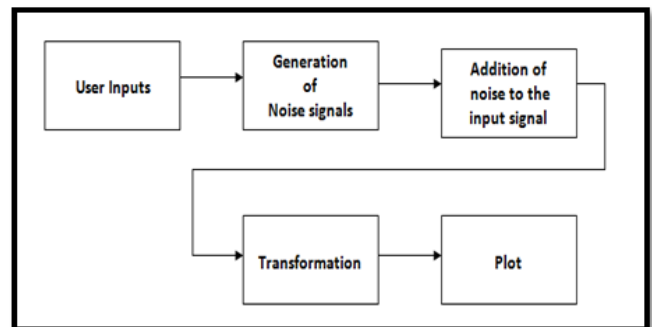 User Inputs
Generation
of
Noise signals
Addition of
noise to the
input signal
Transformation
Plot